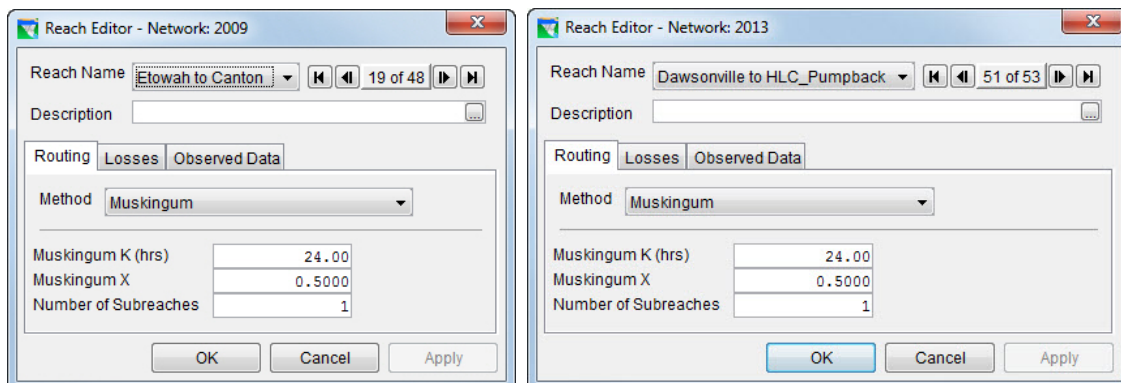 Reach Editor - Network: 2009
Reach Name Etowah to Canton 19 of 48
Description ...
Routing Losses Observed Data
Method Muskingum
Muskingum K (hrs) 24.00
Muskingum X 0.5000
Number of Subreaches 1
OK Cancel Apply
Reach Editor - Network: 2013
Reach Name Dawsonville to HLC_Pumpback 51 of 53
Description ...
Routing Losses Observed Data
Method Muskingum
Muskingum K (hrs) 24.00
Muskingum X 0.5000
Number of Subreaches 1
OK Cancel Apply